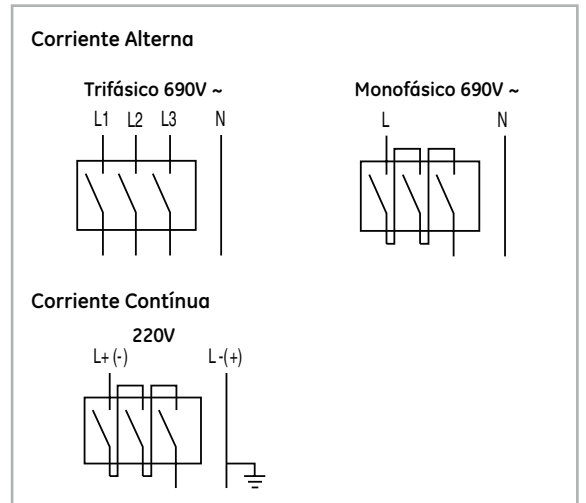 Corriente Alterna
Trifásico 690V ~
L1 L2 L3 N
Monofásico 690V ~
L N
Corriente Contínua
220V
L+ (-) L -(+)